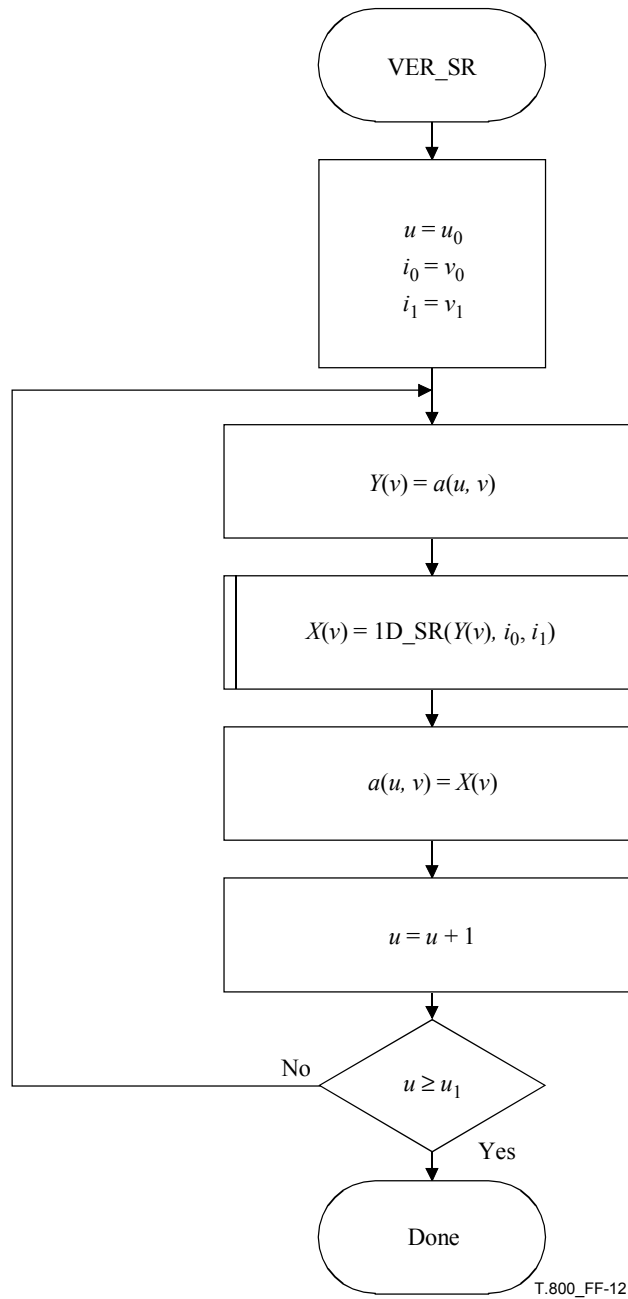 VER_SR
u = u₀
i₀ = v₀
i₁ = v₁
Y(v) = a(u, v)
X(v) = 1D_SR(Y(v), i₀, i₁)
a(u, v) = X(v)
u = u + 1
No
u ≥ u₁
Yes
Done
T.800_FF-12